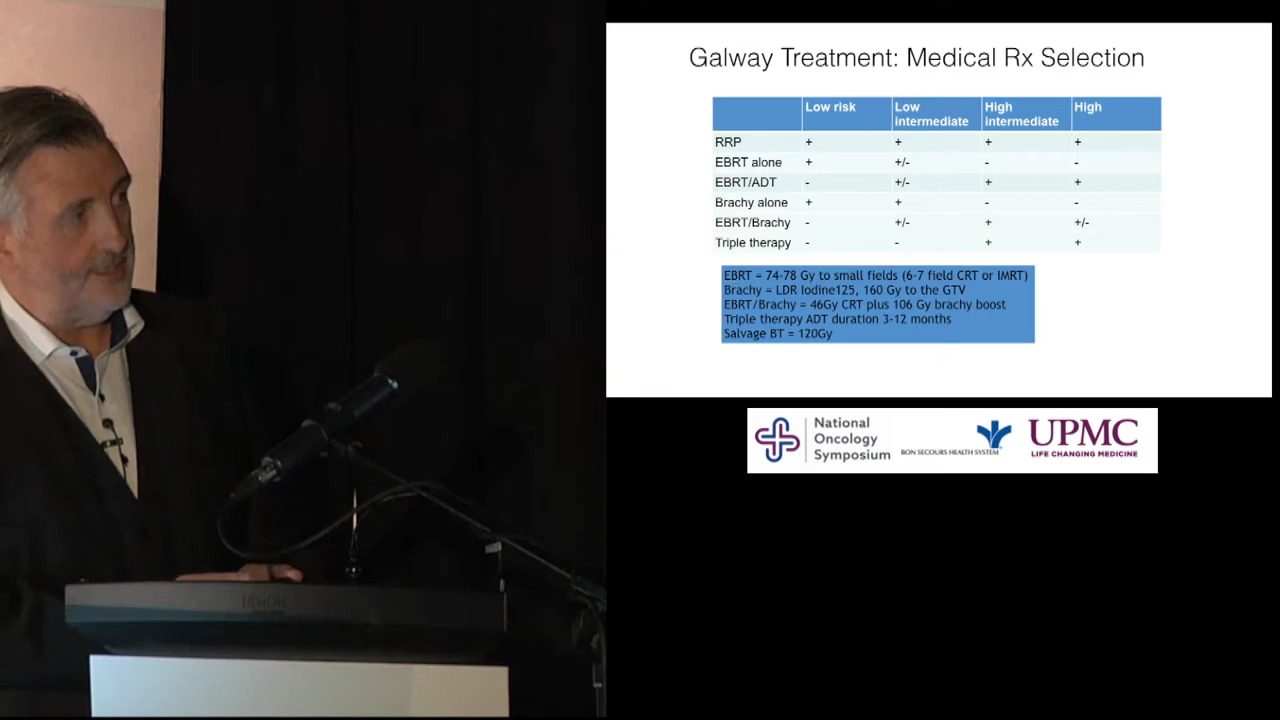 Galway Treatment: Medical Rx Selection
Low risk
Low intermediate
High intermediate
High
RRP + + + +
EBRT alone + +/- - -
EBRT/ADT - +/- + +
Brachy alone + + - -
EBRT/Brachy - +/- + +/-
Triple therapy - - + +
EBRT = 74-78 Gy to small fields (6-7 field CRT or IMRT)
Brachy = LDR Iodine125, 160 Gy to the GTV
EBRT/Brachy = 46Gy CRT plus 106 Gy brachy boost
Triple therapy ADT duration 3-12 months
Salvage BT = 120Gy
National
Oncology
Symposium
BON SECOURS HEALTH SYSTEM
UPMC
LIFE CHANGING MEDICINE